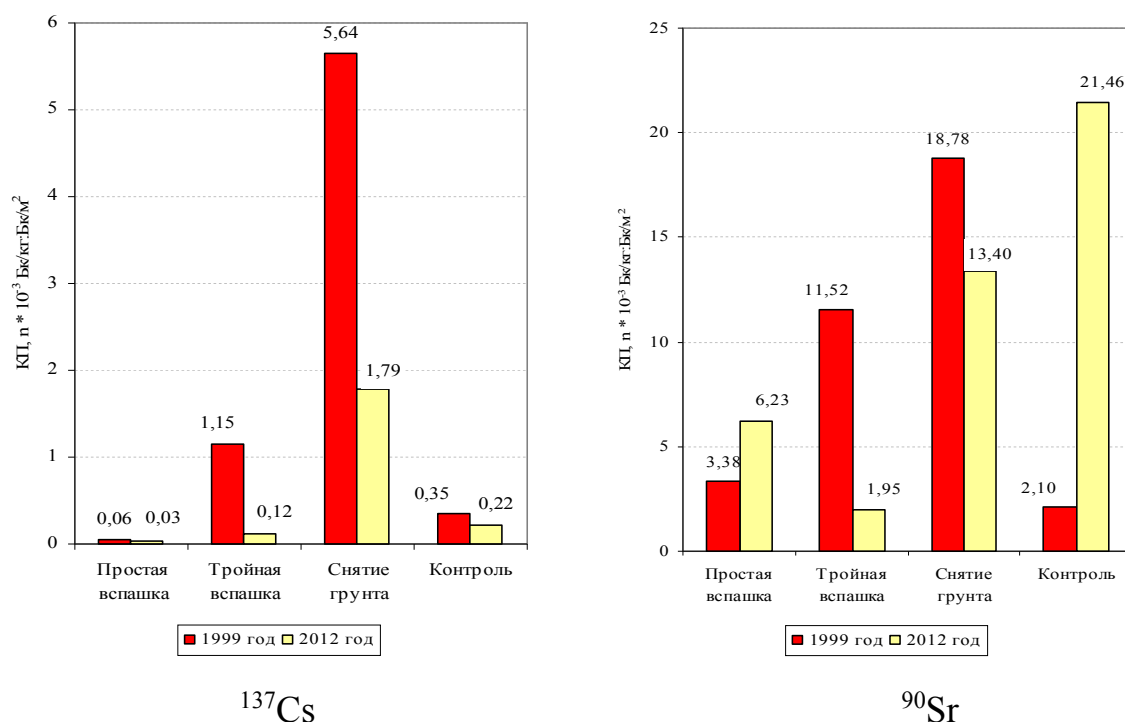 6
5
4
3
2
1
0
КП, n * 10⁻³ Бк/кг:Бк/м²
5,64
1,79
1,15
0,12
0,06
0,03
0,35
0,22
Простая
вспашка
Тройная
вспашка
Снятие
грунта
Контроль
1999 год
2012 год
¹³⁷Cs
25
20
15
10
5
0
КП, n * 10⁻³ Бк/кг:Бк/м²
21,46
18,78
13,40
11,52
1,95
6,23
3,38
2,10
Простая
вспашка
Тройная
вспашка
Снятие
грунта
Контроль
1999 год
2012 год
⁹⁰Sr